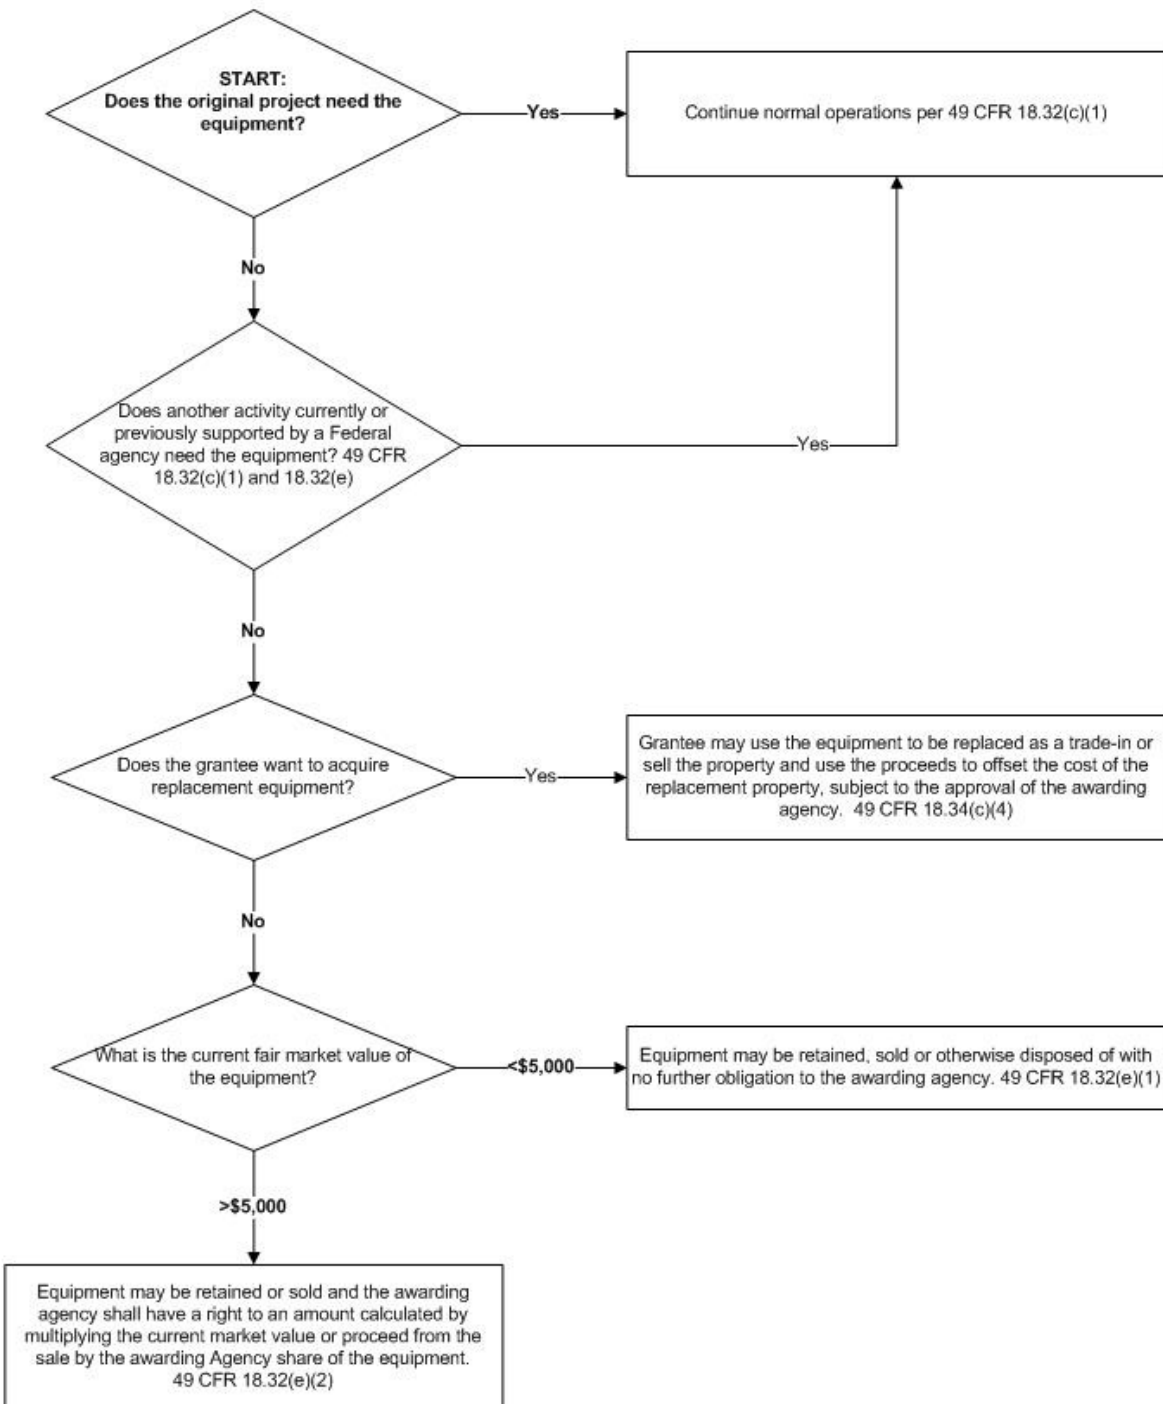 START:
Does the original project need the
equipment?
Yes
Continue normal operations per 49 CFR 18.32(c)(1)
No
Does another activity currently or
previously supported by a Federal
agency need the equipment? 49 CFR
18.32(c)(1) and 18.32(e)
Yes
No
Does the grantee want to acquire
replacement equipment?
Yes
Grantee may use the equipment to be replaced as a trade-in or
sell the property and use the proceeds to offset the cost of the
replacement property, subject to the approval of the awarding
agency. 49 CFR 18.34(c)(4)
No
What is the current fair market value of
the equipment?
<$5,000
Equipment may be retained, sold or otherwise disposed of with
no further obligation to the awarding agency. 49 CFR 18.32(e)(1)
>$5,000
Equipment may be retained or sold and the awarding
agency shall have a right to an amount calculated by
multiplying the current market value or proceed from the
sale by the awarding Agency share of the equipment.
49 CFR 18.32(e)(2)